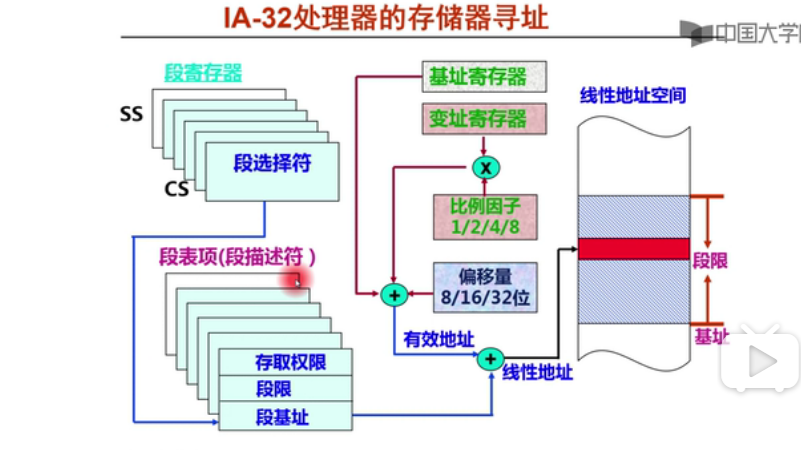 IA-32处理器的存储器寻址
中国大学
段寄存器
SS
CS
段选择符
段表项(段描述符)
存取权限
段限
段基址
基址寄存器
变址寄存器
X
比例因子
1/2/4/8
偏移量
8/16/32位
+
有效地址
+
线性地址
线性地址空间
段限
基址